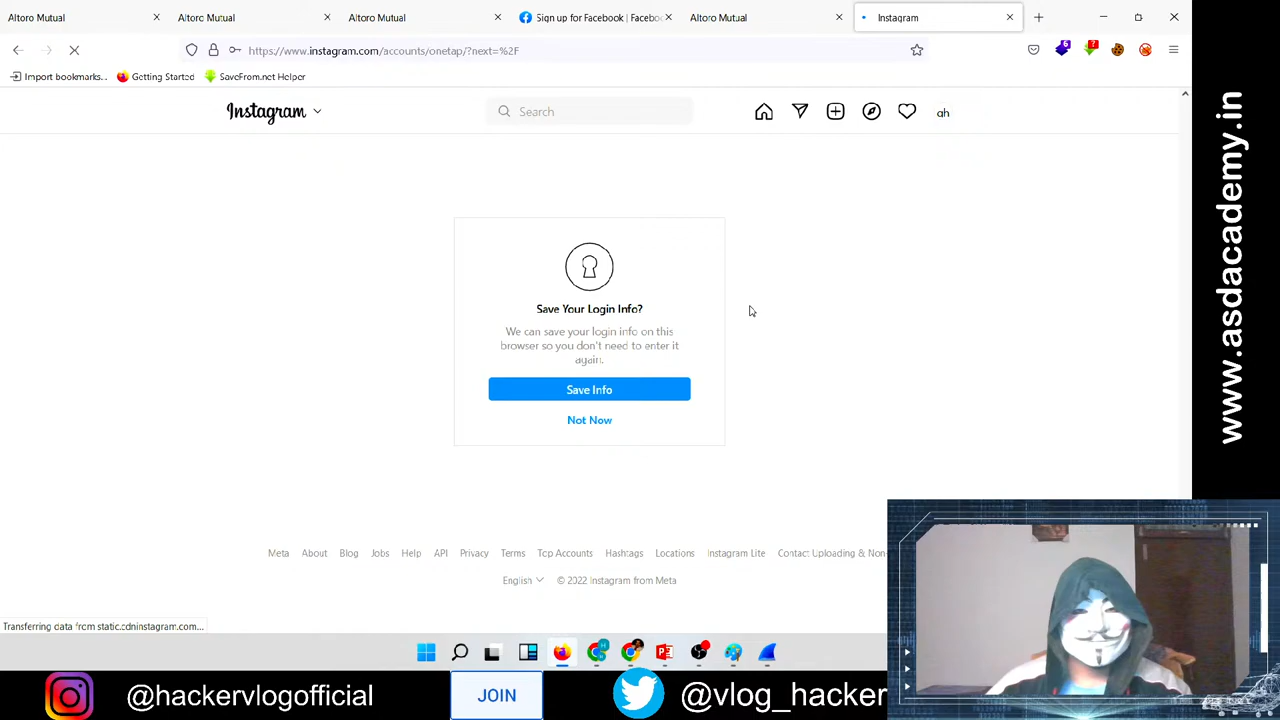 Altoro Mutual
Altoro Mutual
Altoro Mutual
Sign up for Facebook | Facebo
Altoro Mutual
Instagram
https://www.instagram.com/accounts/onetap/?next=%2F
6
?
Import bookmarks...
Getting Started
SaveFrom.net Helper
Instagram
Search
ah
Save Your Login Info?
We can save your login info on this
browser so you don't need to enter it
again.
Save Info
Not Now
Meta About Blog Jobs Help API Privacy Terms Top Accounts Hashtags Locations Instagram Lite Contact Uploading & Non-
English © 2022 Instagram from Meta
Transferring data from static.cdninstagram.com...
@hackervlogofficial
JOIN
@vlog_hacker
www.asdacademy.in